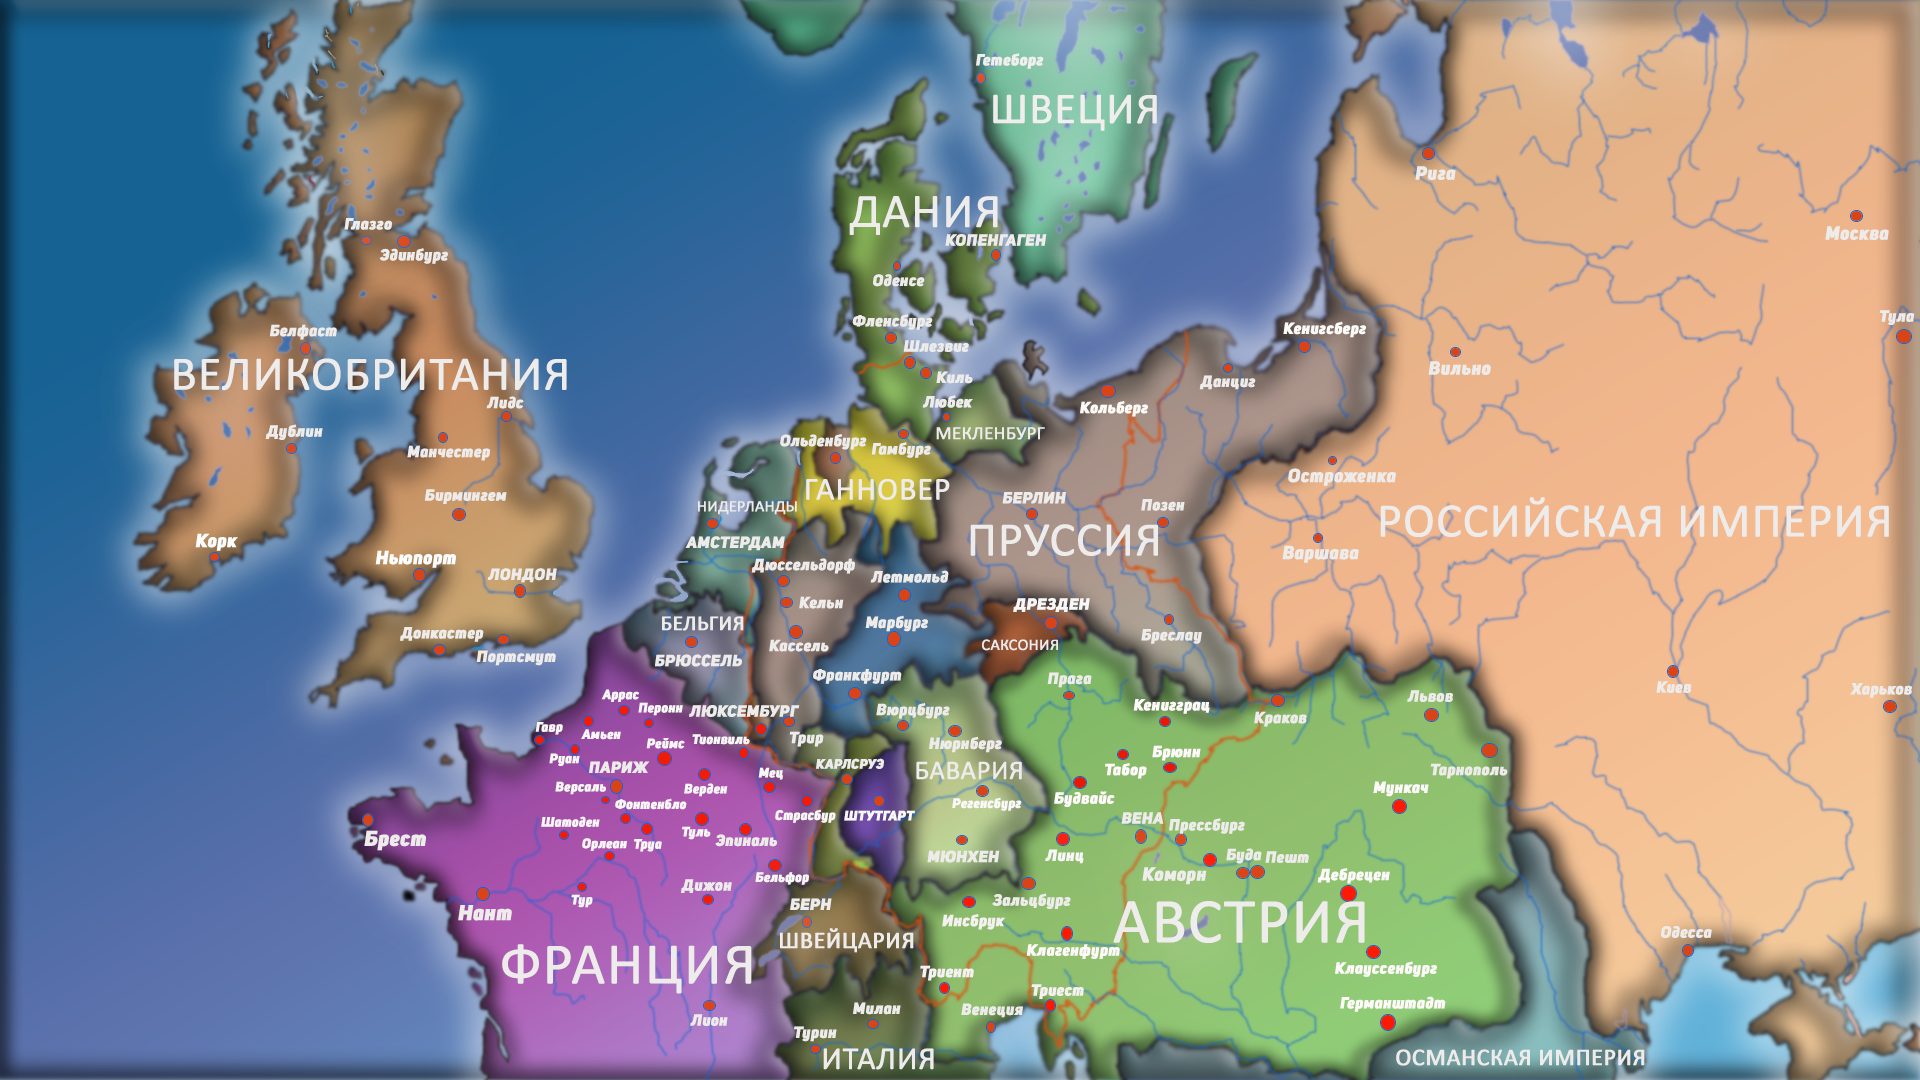 Гетеборг
ШВЕЦИЯ
Рига
Москва
Глазго
Эдинбург
ДАНИЯ
КОПЕНГАГЕН
Оденсе
Тула
Белфаст
Фленсбург
Шлезвиг
Кенигсберг
ВЕЛИКОБРИТАНИЯ
Киль
Данциг
Вильно
Лидс
Любек
Кольберг
Дублин
Манчестер
Ольденбург
Гамбург
МЕКЛЕНБУРГ
Остроженка
Бирмингем
ГАННОВЕР
БЕРЛИН
Позен
НИДЕРЛАНДЫ
РОССИЙСКАЯ ИМПЕРИЯ
Корк
АМСТЕРДАМ
ПРУССИЯ
Варшава
Ньюпорт
ЛОНДОН
Дюссельдорф
Летмольд
Кельн
ДРЕЗДЕН
БЕЛЬГИЯ
Марбург
Донкастер
Портсмут
БРЮССЕЛЬ
Кассель
САКСОНИЯ
Бреслау
Франкфурт
Прага
Киев
Харьков
Аррас
Перонн
ЛЮКСЕМБУРГ
Вюрцбург
Кенигграц
Краков
Львов
Гавр
Амьен
Реймс
Тионвиль
Трир
Нюрнберг
Руан
ПАРИЖ
Мец
КАРЛСРУЭ
БАВАРИЯ
Табор
Брюнн
Тарнополь
Версаль
Фонтенбло
Верден
Страсбур
ШТУТГАРТ
Регенсбург
Будвайс
Мункач
Брест
Шатоден
Орлеан
Труа
Туль
Эпиналь
МЮНХЕН
Линц
ВЕНА
Прессбург
Буда
Пешт
Бельфор
Коморн
Дебрецен
Нант
Тур
Дижон
БЕРН
Инсбрук
Зальцбург
АВСТРИЯ
Одесса
ФРАНЦИЯ
ШВЕЙЦАРИЯ
Клагенфурт
Клауссенбург
Триент
Триест
Германштадт
Лион
Милан
Венеция
Турин
ИТАЛИЯ
ОСМАНСКАЯ ИМПЕРИЯ